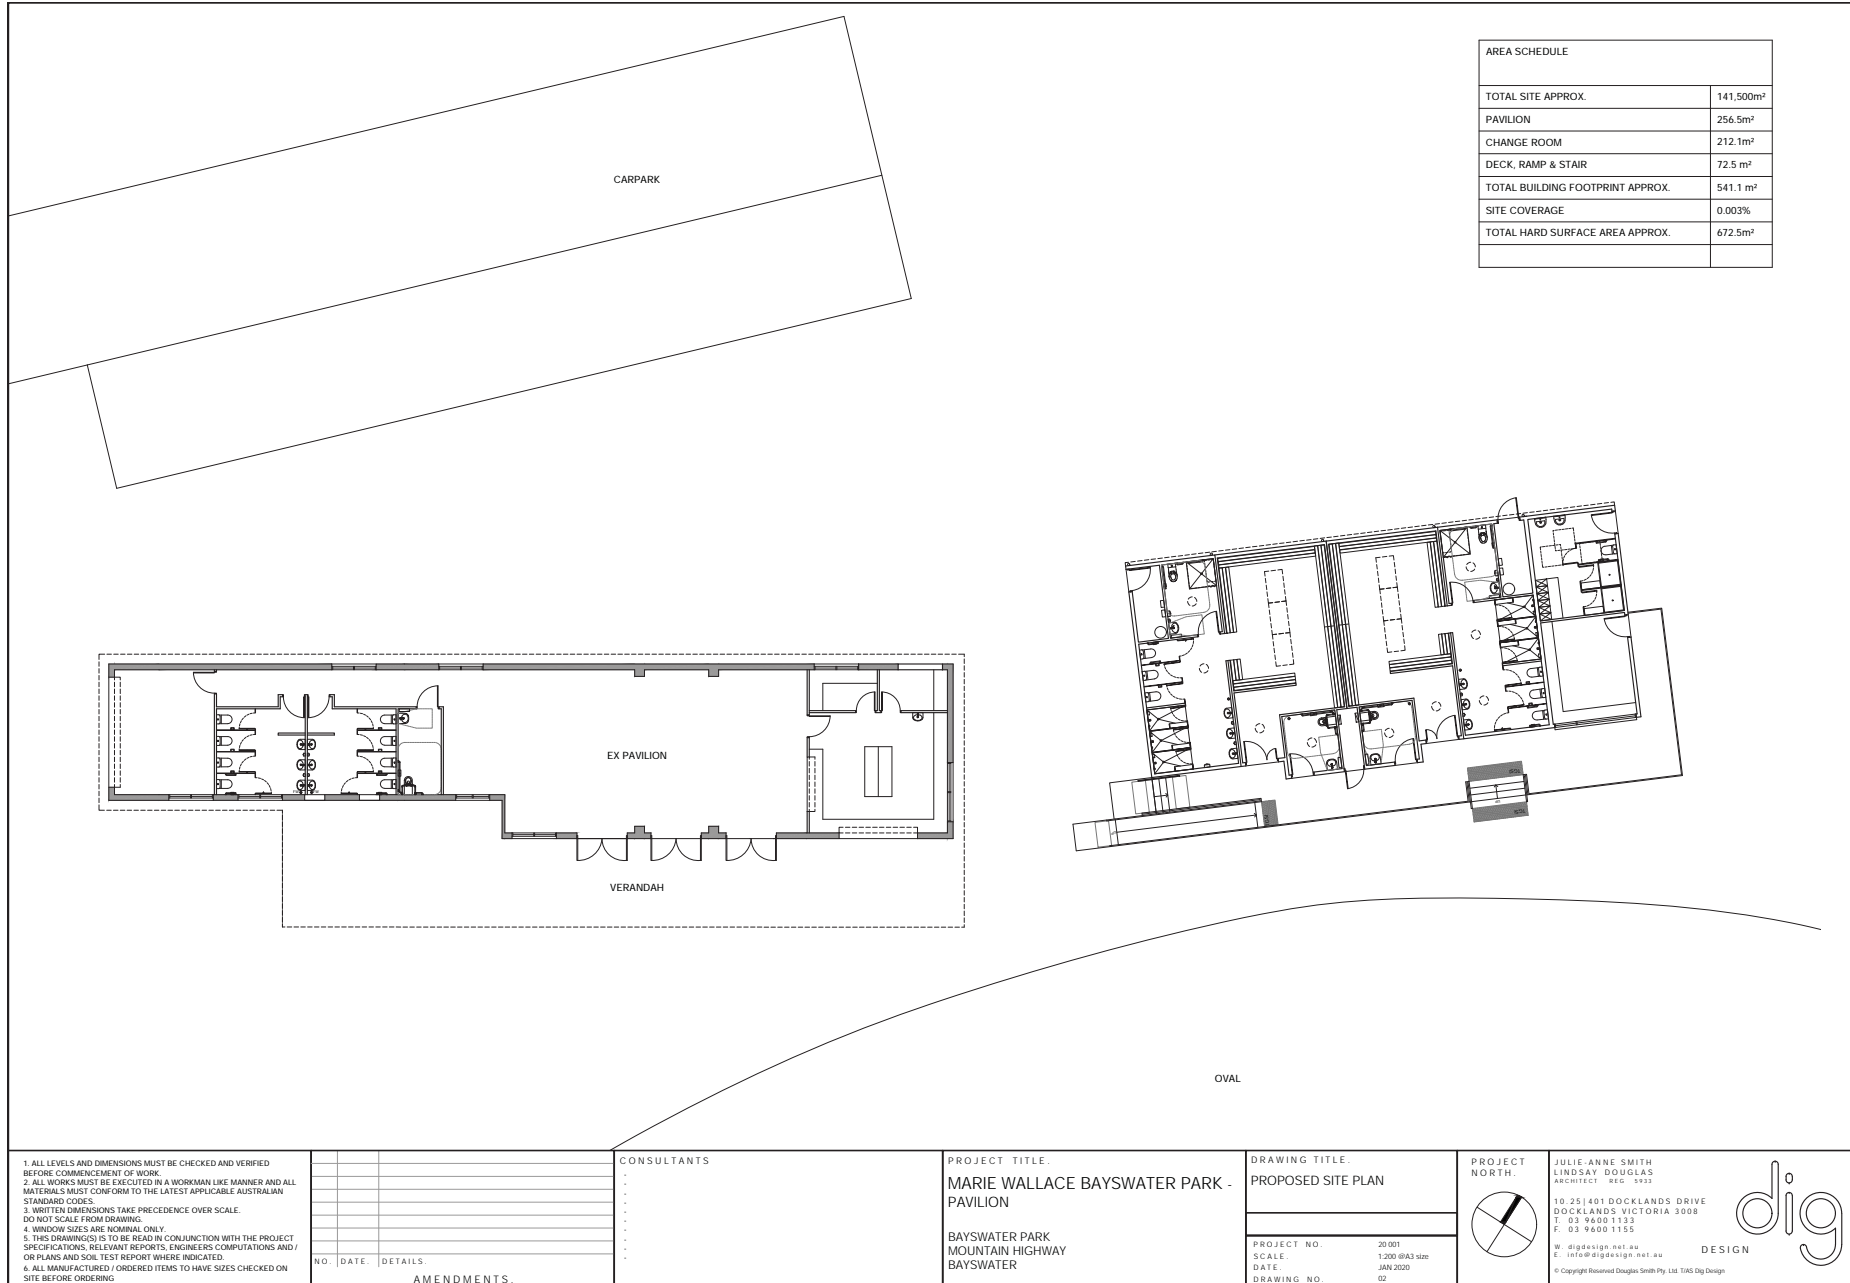 AREA SCHEDULE
TOTAL SITE APPROX. 141,500m²
PAVILION 256.5m²
CHANGE ROOM 212.1m²
DECK, RAMP & STAIR 72.5 m²
TOTAL BUILDING FOOTPRINT APPROX. 541.1 m²
SITE COVERAGE 0.003%
TOTAL HARD SURFACE AREA APPROX. 672.5m²
CARPARK
EX PAVILION
VERANDAH
OVAL
1. ALL LEVELS AND DIMENSIONS MUST BE CHECKED AND VERIFIED
BEFORE COMMENCEMENT OF WORK.
2. ALL WORKS MUST BE EXECUTED IN A WORKMAN LIKE MANNER AND ALL
MATERIALS MUST CONFORM TO THE LATEST APPLICABLE AUSTRALIAN
STANDARD CODES.
3. WRITTEN DIMENSIONS TAKE PRECEDENCE OVER SCALE.
DO NOT SCALE FROM DRAWING.
4. WINDOW SIZES ARE NOMINAL ONLY.
5. THIS DRAWING(S) IS TO BE READ IN CONJUNCTION WITH THE PROJECT
SPECIFICATIONS, RELEVANT REPORTS, ENGINEERS COMPUTATIONS AND /
OR PLANS AND SOIL TEST REPORT WHERE INDICATED.
6. ALL MANUFACTURED / ORDERED ITEMS TO HAVE SIZES CHECKED ON
SITE BEFORE ORDERING
NO. DATE. DETAILS.
AMENDMENTS.
CONSULTANTS
PROJECT TITLE.
MARIE WALLACE BAYSWATER PARK -
PAVILION
BAYSWATER PARK
MOUNTAIN HIGHWAY
BAYSWATER
DRAWING TITLE.
PROPOSED SITE PLAN
PROJECT NO. 20 001
SCALE. 1:200 @A3 size
DATE. JAN 2020
DRAWING NO. 02
PROJECT
NORTH.
JULIE-ANNE SMITH
LINDSAY DOUGLAS
ARCHITECT REG 5933
10.25|401 DOCKLANDS DRIVE
DOCKLANDS VICTORIA 3008
T. 03 9600 1133
F. 03 9600 1155
W. digdesign.net.au
E. info@digdesign.net.au
© Copyright Reserved Douglas Smith Pty. Ltd. T/AS Dig Design
dig
DESIGN